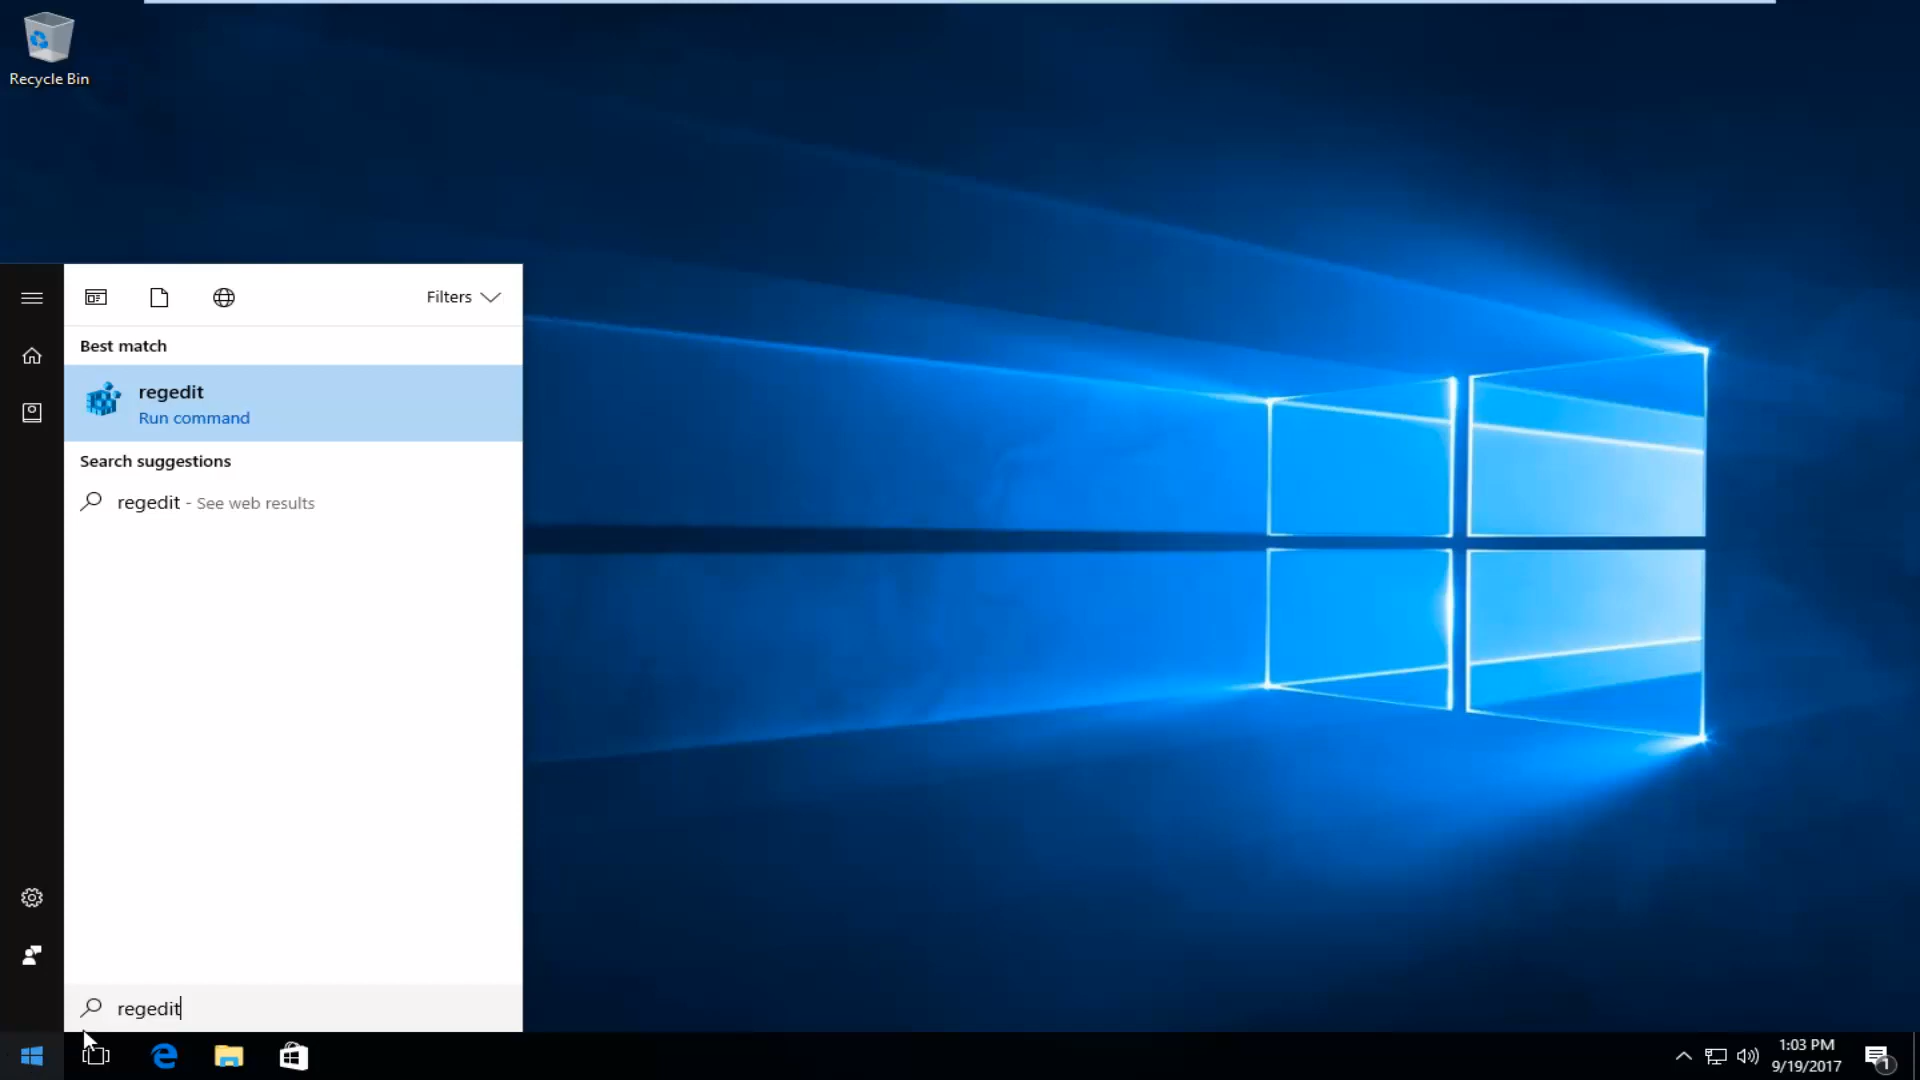 Recycle Bin
Filters
Best match
regedit
Run command
Search suggestions
regedit - See web results
regedit
1:03 PM
9/19/2017
1